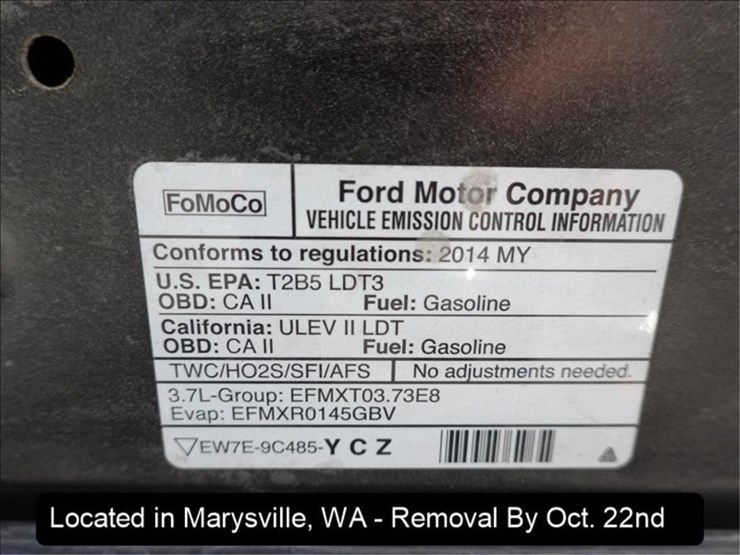 FoMoCo
Ford Motor Company
VEHICLE EMISSION CONTROL INFORMATION
Conforms to regulations: 2014 MY
U.S. EPA: T2B5 LDT3
OBD: CA II Fuel: Gasoline
California: ULEV II LDT
OBD: CA II Fuel: Gasoline
TWC/HO2S/SFI/AFS No adjustments needed.
3.7L-Group: EFMXT03.73E8
Evap: EFMXR0145GBV
EW7E-9C485-Y C Z
Located in Marysville, WA - Removal By Oct. 22nd